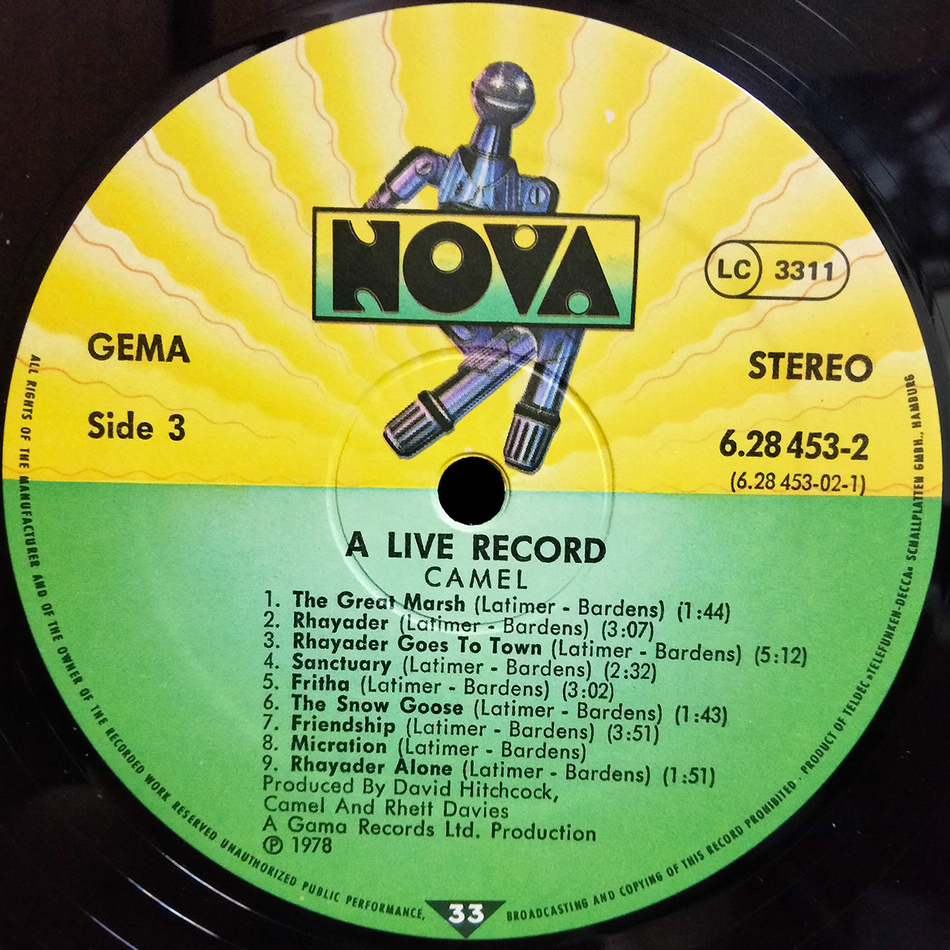 NOVA
LC 3311
GEMA
STEREO
Side 3
6.28 453-2
(6.28 453-02-1)
A LIVE RECORD
CAMEL
1. The Great Marsh (Latimer - Bardens) (1:44)
2. Rhayader (Latimer - Bardens) (3:07)
3. Rhayader Goes To Town (Latimer - Bardens) (5:12)
4. Sanctuary (Latimer - Bardens) (2:32)
5. Fritha (Latimer - Bardens) (3:02)
6. The Snow Goose (Latimer - Bardens) (1:43)
7. Friendship (Latimer - Bardens) (3:51)
8. Micration (Latimer - Bardens)
9. Rhayader Alone (Latimer - Bardens) (1:51)
Produced By David Hitchcock,
Camel And Rhett Davies
A Gama Records Ltd. Production
℗ 1978
ALL RIGHTS OF THE MANUFACTURER AND OF THE OWNER OF THE RECORDED WORK RESERVED UNAUTHORIZED PUBLIC PERFORMANCE,
33
BROADCASTING AND COPYING OF THIS RECORD PROHIBITED · PRODUCT OF TELDEC »TELEFUNKEN-DECCA« SCHALLPLATTEN GMBH., HAMBURG